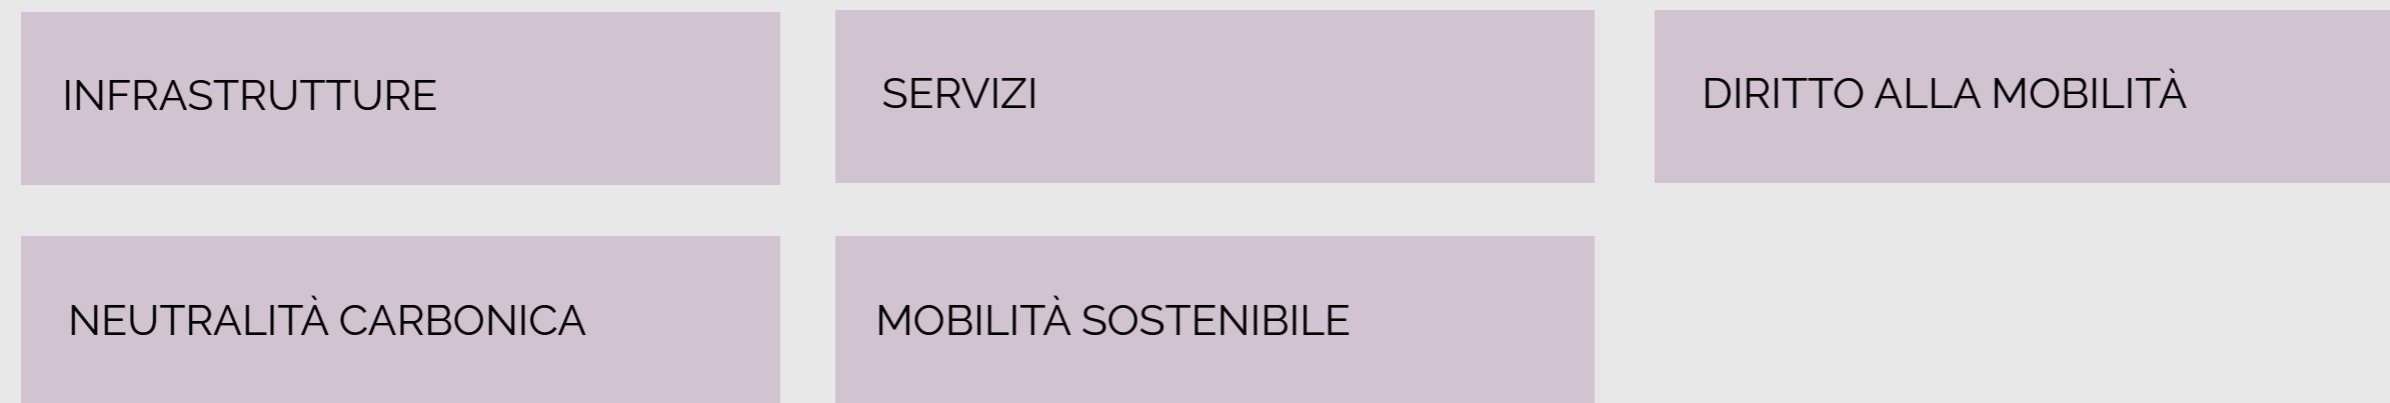 INFRASTRUTTURE
SERVIZI
DIRITTO ALLA MOBILITÀ
NEUTRALITÀ CARBONICA
MOBILITÀ SOSTENIBILE